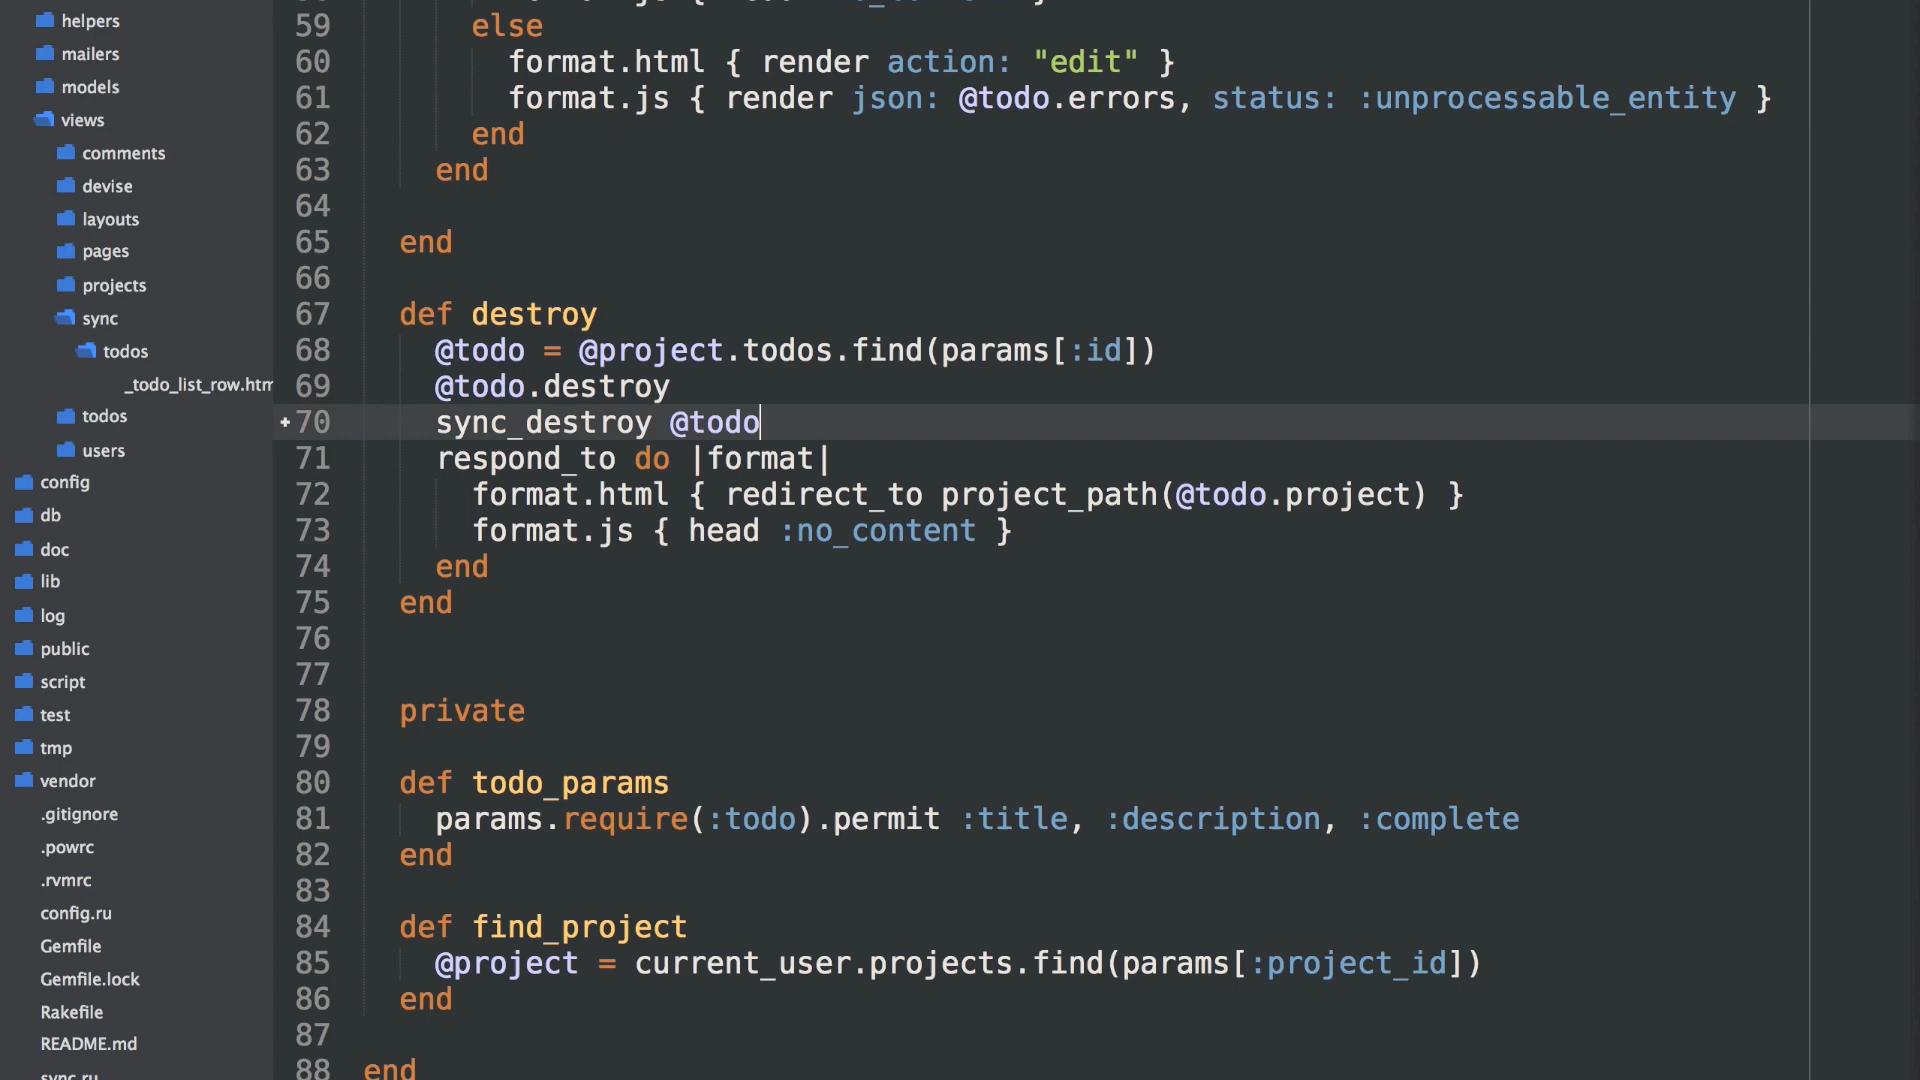 helpers
mailers
models
views
comments
devise
layouts
pages
projects
sync
todos
_todo_list_row.htm
todos
users
config
db
doc
lib
log
public
script
test
tmp
vendor
.gitignore
.powrc
.rvmrc
config.ru
Gemfile
Gemfile.lock
Rakefile
README.md
sync.ru
59 else
60 format.html { render action: "edit" }
61 format.js { render json: @todo.errors, status: :unprocessable_entity }
62 end
63 end
64
65 end
66
67 def destroy
68 @todo = @project.todos.find(params[:id])
69 @todo.destroy
+70 sync_destroy @todo
71 respond_to do |format|
72 format.html { redirect_to project_path(@todo.project) }
73 format.js { head :no_content }
74 end
75 end
76
77
78 private
79
80 def todo_params
81 params.require(:todo).permit :title, :description, :complete
82 end
83
84 def find_project
85 @project = current_user.projects.find(params[:project_id])
86 end
87
88 end